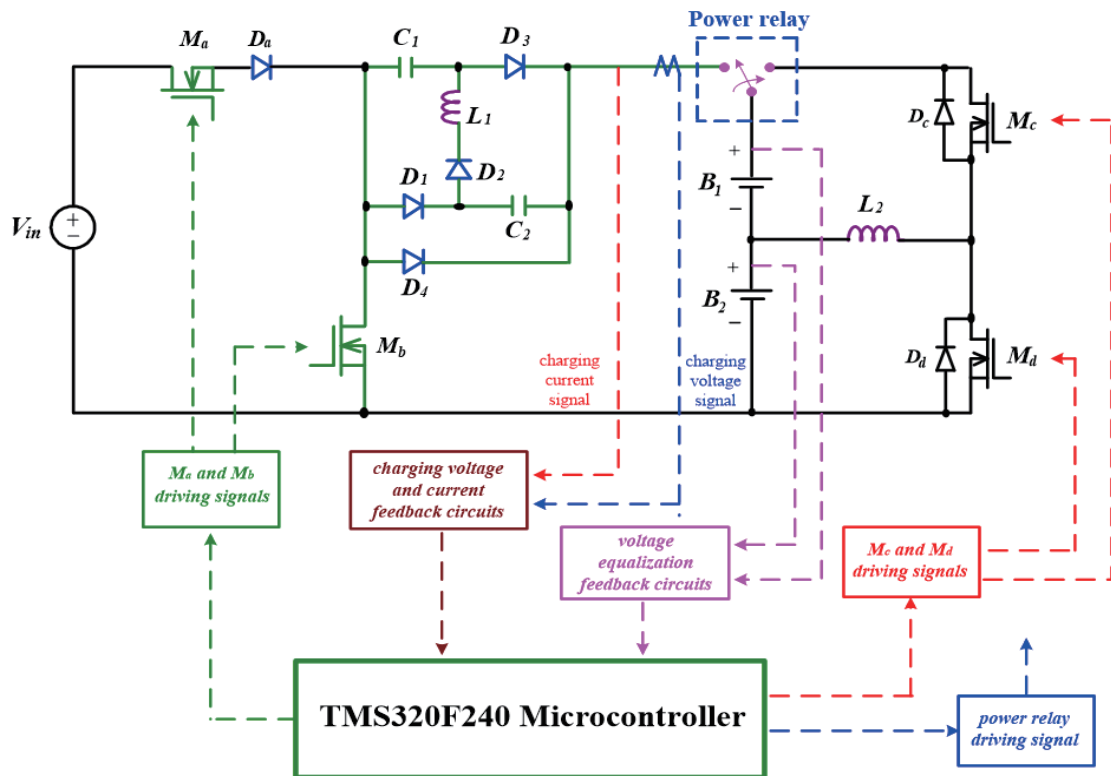 Power relay
Ma
Da
C1
D3
L1
D1
D2
C2
D4
Mb
Vin
+
−
+
B1
−
+
B2
−
L2
Dc
Mc
Dd
Md
charging
current
signal
charging
voltage
signal
Ma and Mb
driving signals
charging voltage
and current
feedback circuits
voltage
equalization
feedback circuits
Mc and Md
driving signals
TMS320F240 Microcontroller
power relay
driving signal